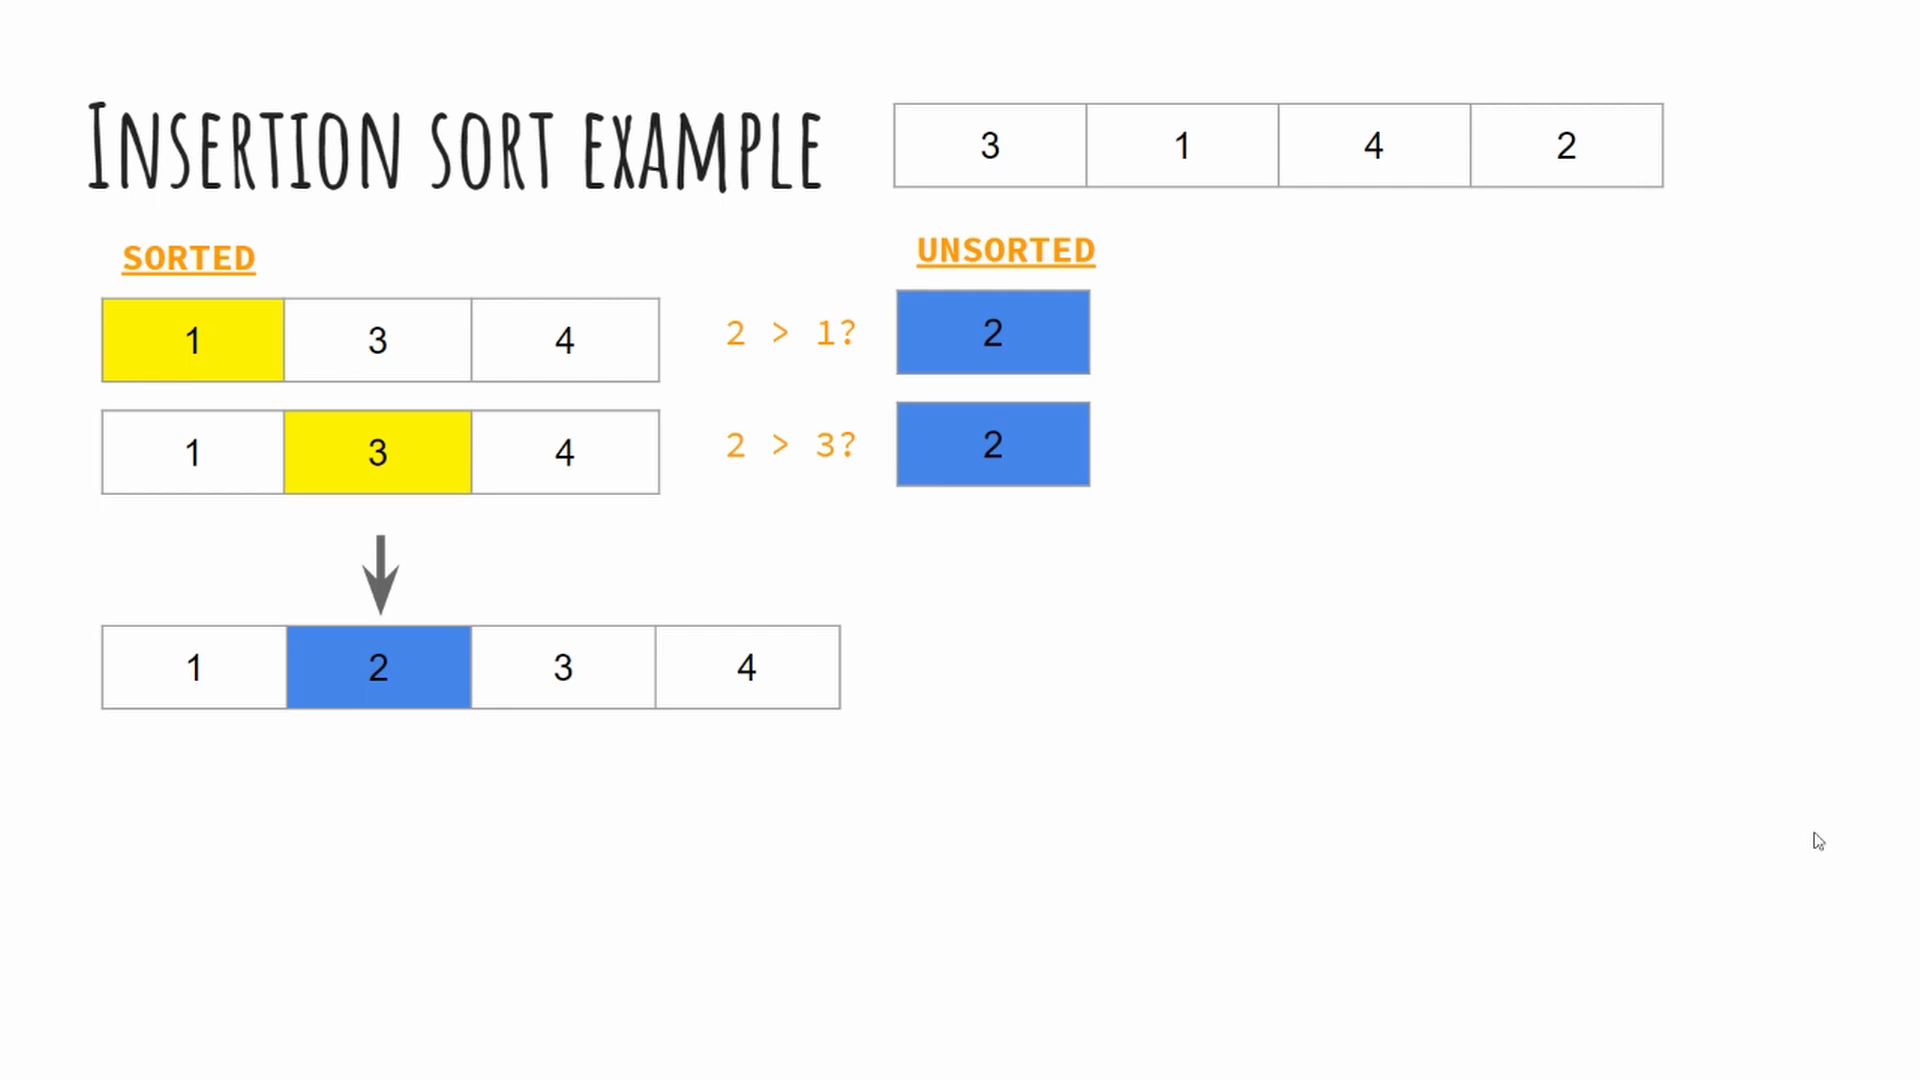 INSERTION SORT EXAMPLE
3 1 4 2
SORTED
UNSORTED
1 3 4
2 > 1?
2
1 3 4
2 > 3?
2
1 2 3 4